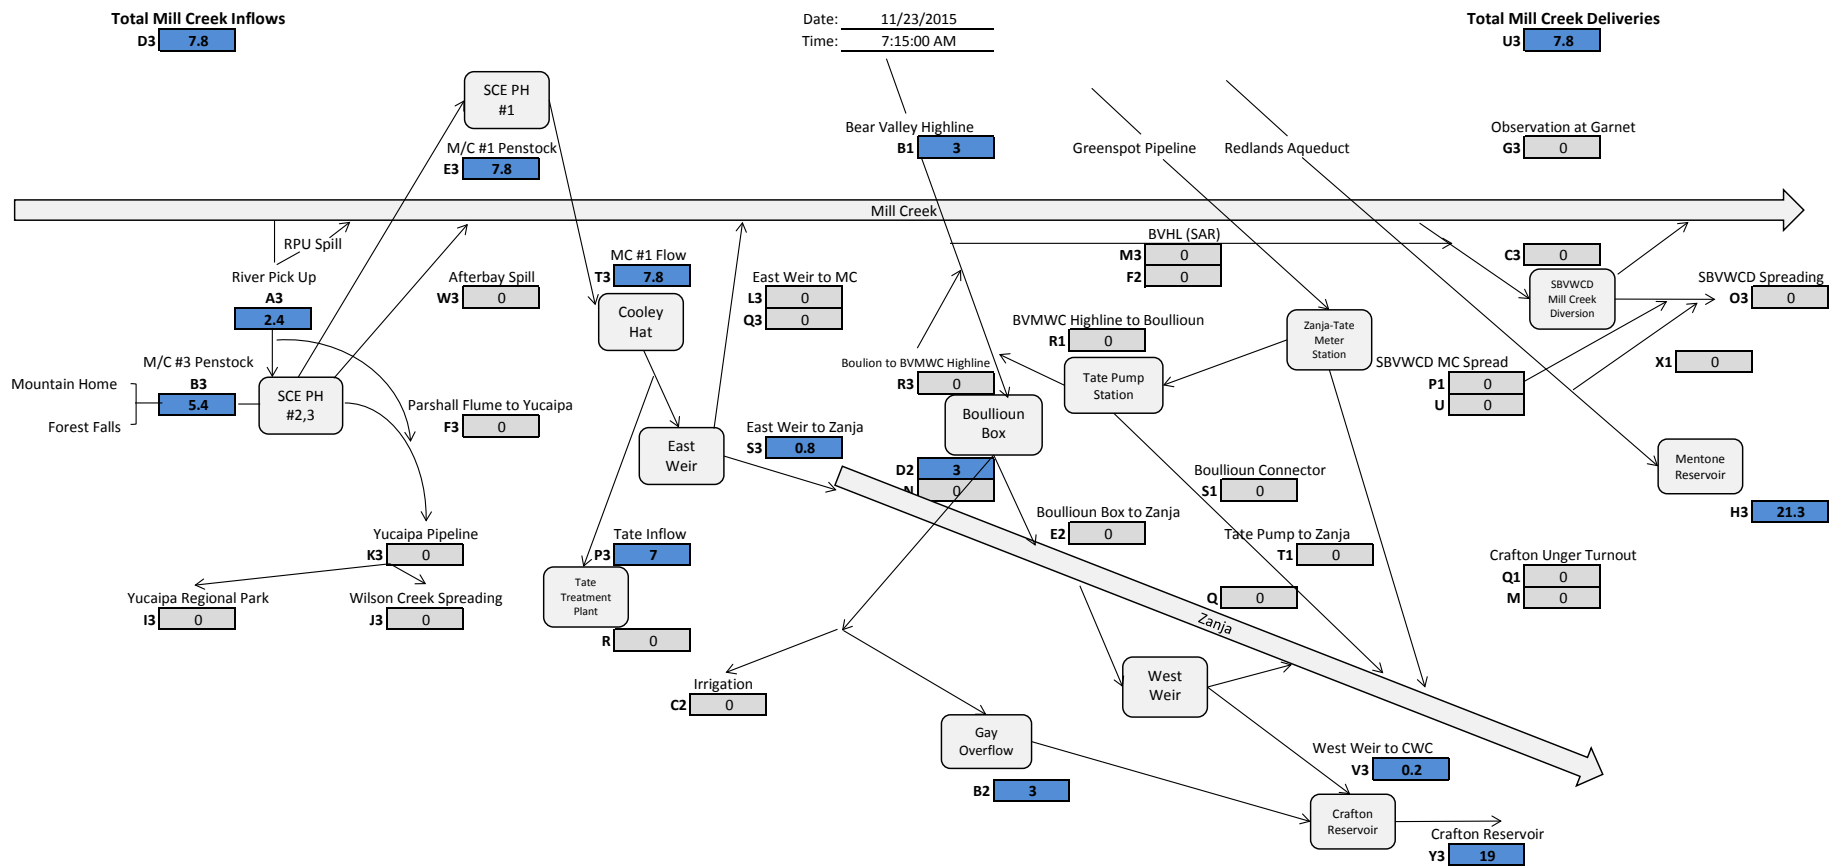 Total Mill Creek Inflows
D3 7.8
Date: 11/23/2015
Time: 7:15:00 AM
Total Mill Creek Deliveries
U3 7.8
SCE PH
#1
M/C #1 Penstock
E3 7.8
Bear Valley Highline
B1 3
Greenspot Pipeline
Redlands Aqueduct
Observation at Garnet
G3 0
Mill Creek
RPU Spill
River Pick Up
A3
2.4
Afterbay Spill
W3 0
MC #1 Flow
T3 7.8
Cooley
Hat
East Weir to MC
L3 0
Q3 0
BVHL (SAR)
M3 0
F2 0
C3 0
SBVWCD
Mill Creek
Diversion
SBVWCD Spreading
O3 0
BVMWC Highline to Boullioun
R1 0
Zanja-Tate
Meter
Station
M/C #3 Penstock
B3
5.4
Mountain Home
Forest Falls
SCE PH
#2,3
Parshall Flume to Yucaipa
F3 0
Boulion to BVMWC Highline
R3 0
Tate Pump
Station
SBVWCD MC Spread
P1 0
U 0
X1 0
Boullioun
Box
East
Weir
East Weir to Zanja
S3 0.8
D2 3
N 0
Boullioun Connector
S1 0
Mentone
Reservoir
H3 21.3
Yucaipa Pipeline
K3 0
Tate Inflow
P3 7
Boullioun Box to Zanja
E2 0
Tate Pump to Zanja
T1 0
Crafton Unger Turnout
Q1 0
M 0
Yucaipa Regional Park
I3 0
Wilson Creek Spreading
J3 0
Tate
Treatment
Plant
R 0
Q 0
Zanja
Irrigation
C2 0
West
Weir
Gay
Overflow
B2 3
West Weir to CWC
V3 0.2
Crafton
Reservoir
Crafton Reservoir
Y3 19